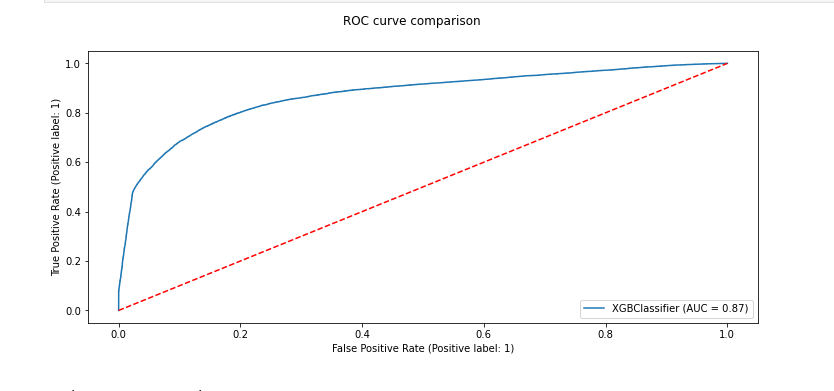 ROC curve comparison
1.0
0.8
0.6
0.4
0.2
0.0
True Positive Rate (Positive label: 1)
XGBClassifier (AUC = 0.87)
0.0 0.2 0.4 0.6 0.8 1.0
False Positive Rate (Positive label: 1)